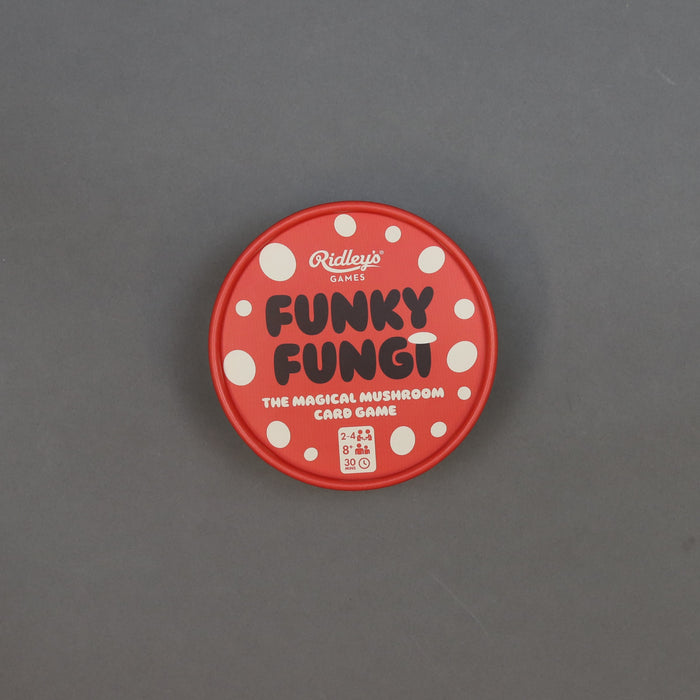 Ridley's®
GAMES
FUNKY
FUNGI
THE MAGICAL MUSHROOM
CARD GAME
2-4
8+
30
MINS